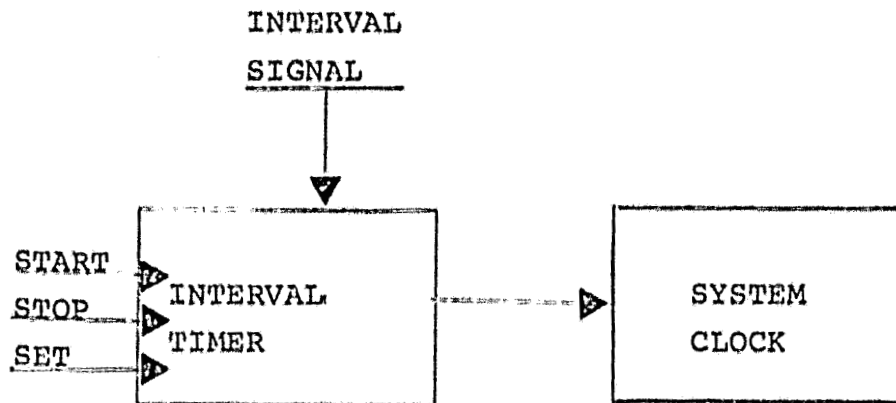 INTERVAL
SIGNAL
START
STOP
SET
INTERVAL
TIMER
SYSTEM
CLOCK